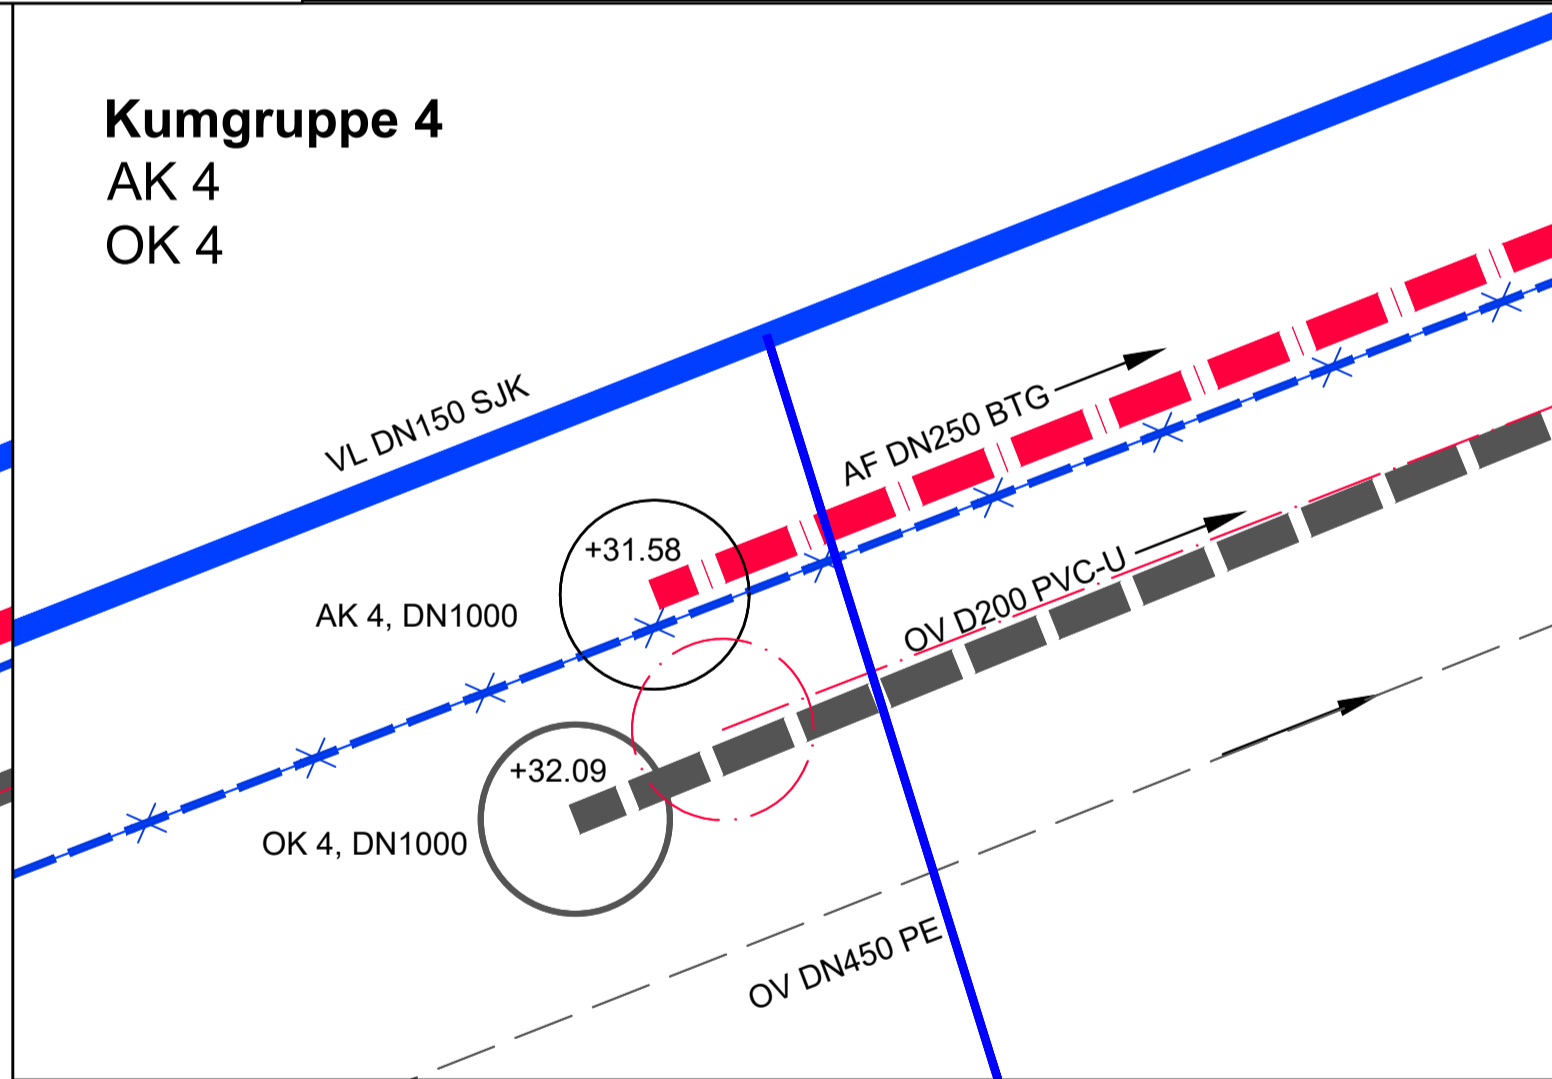 Kumgruppe 4
AK 4
OK 4
VL DN150 SJK
AF DN250 BTG
+31.58
AK 4, DN1000
OV D200 PVC-U
+32.09
OK 4, DN1000
OV DN450 PE